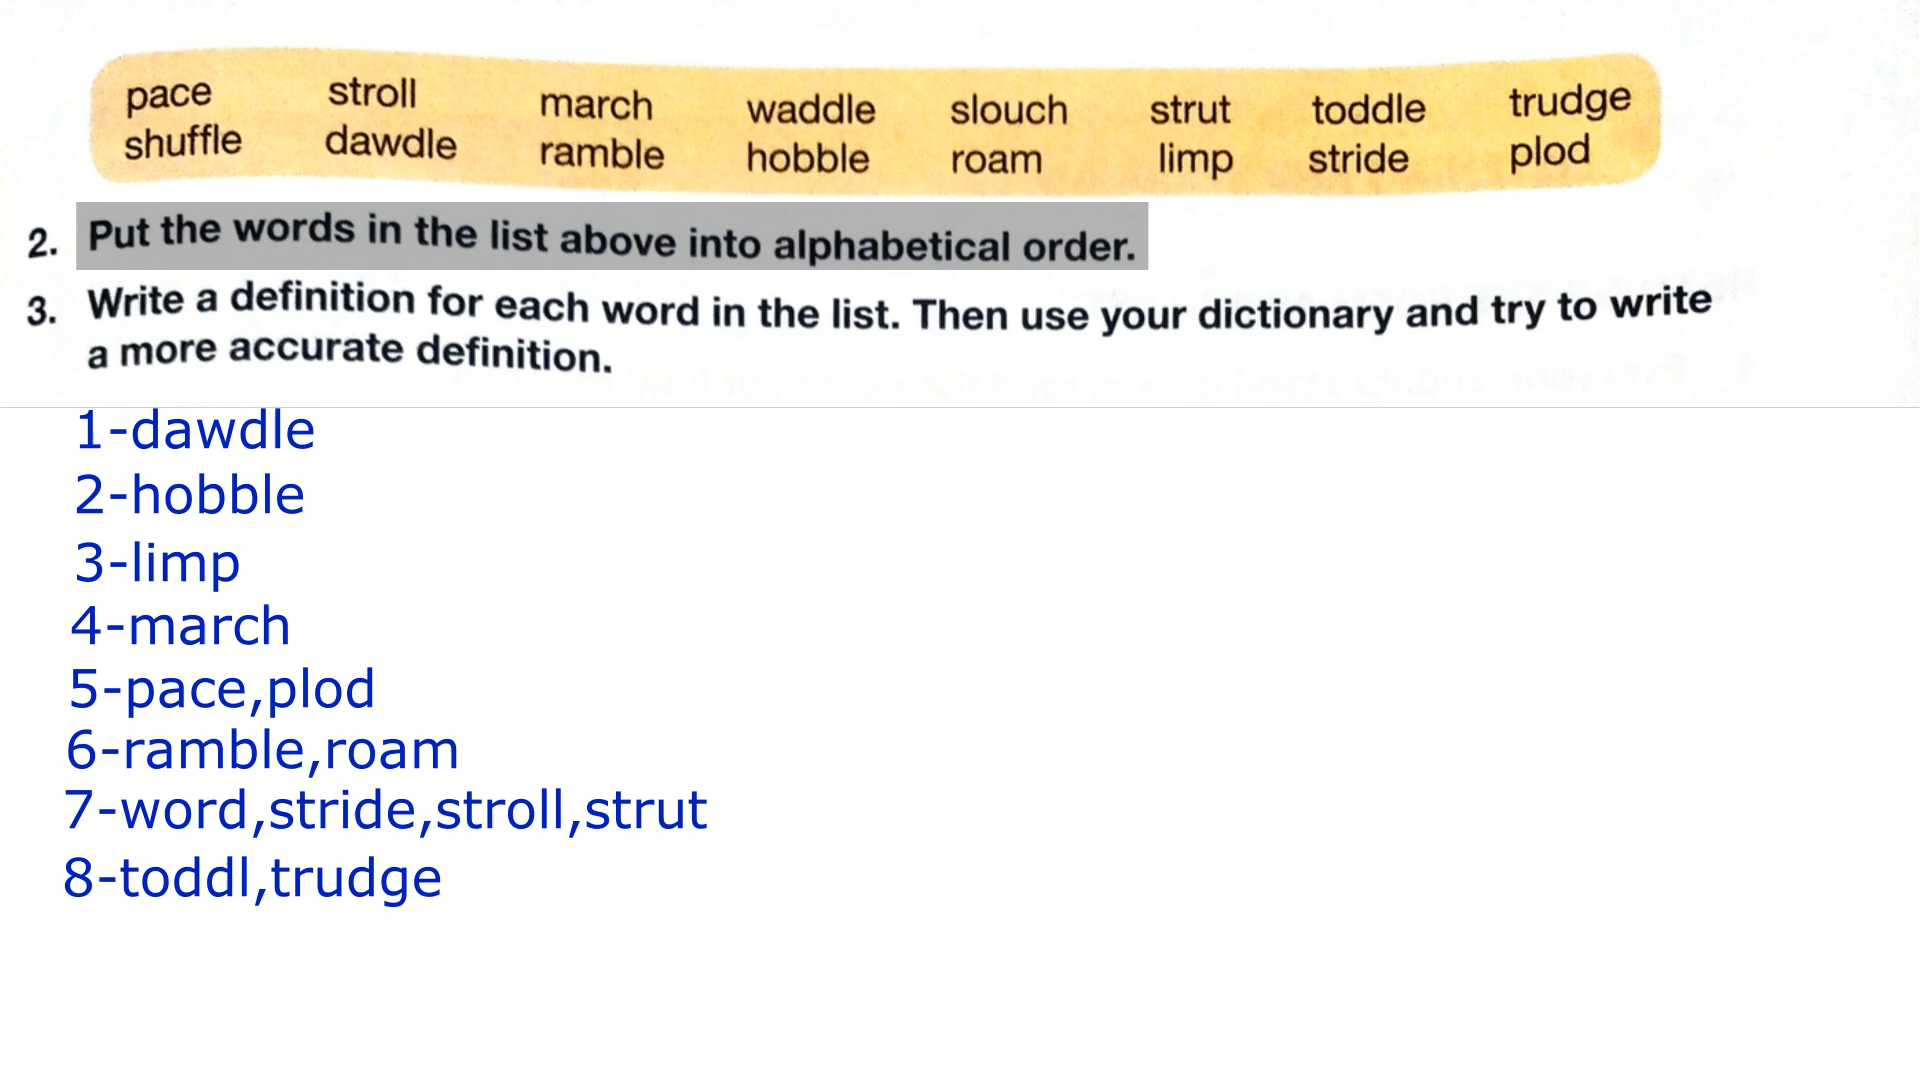 pace stroll march waddle slouch strut toddle trudge
shuffle dawdle ramble hobble roam limp stride plod
2. Put the words in the list above into alphabetical order.
3. Write a definition for each word in the list. Then use your dictionary and try to write
a more accurate definition.
1-dawdle
2-hobble
3-limp
4-march
5-pace,plod
6-ramble,roam
7-word,stride,stroll,strut
8-toddl,trudge